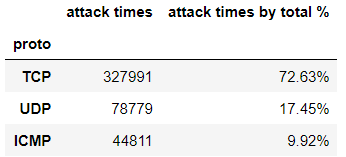 attack times attack times by total %
proto
TCP 327991 72.63%
UDP 78779 17.45%
ICMP 44811 9.92%